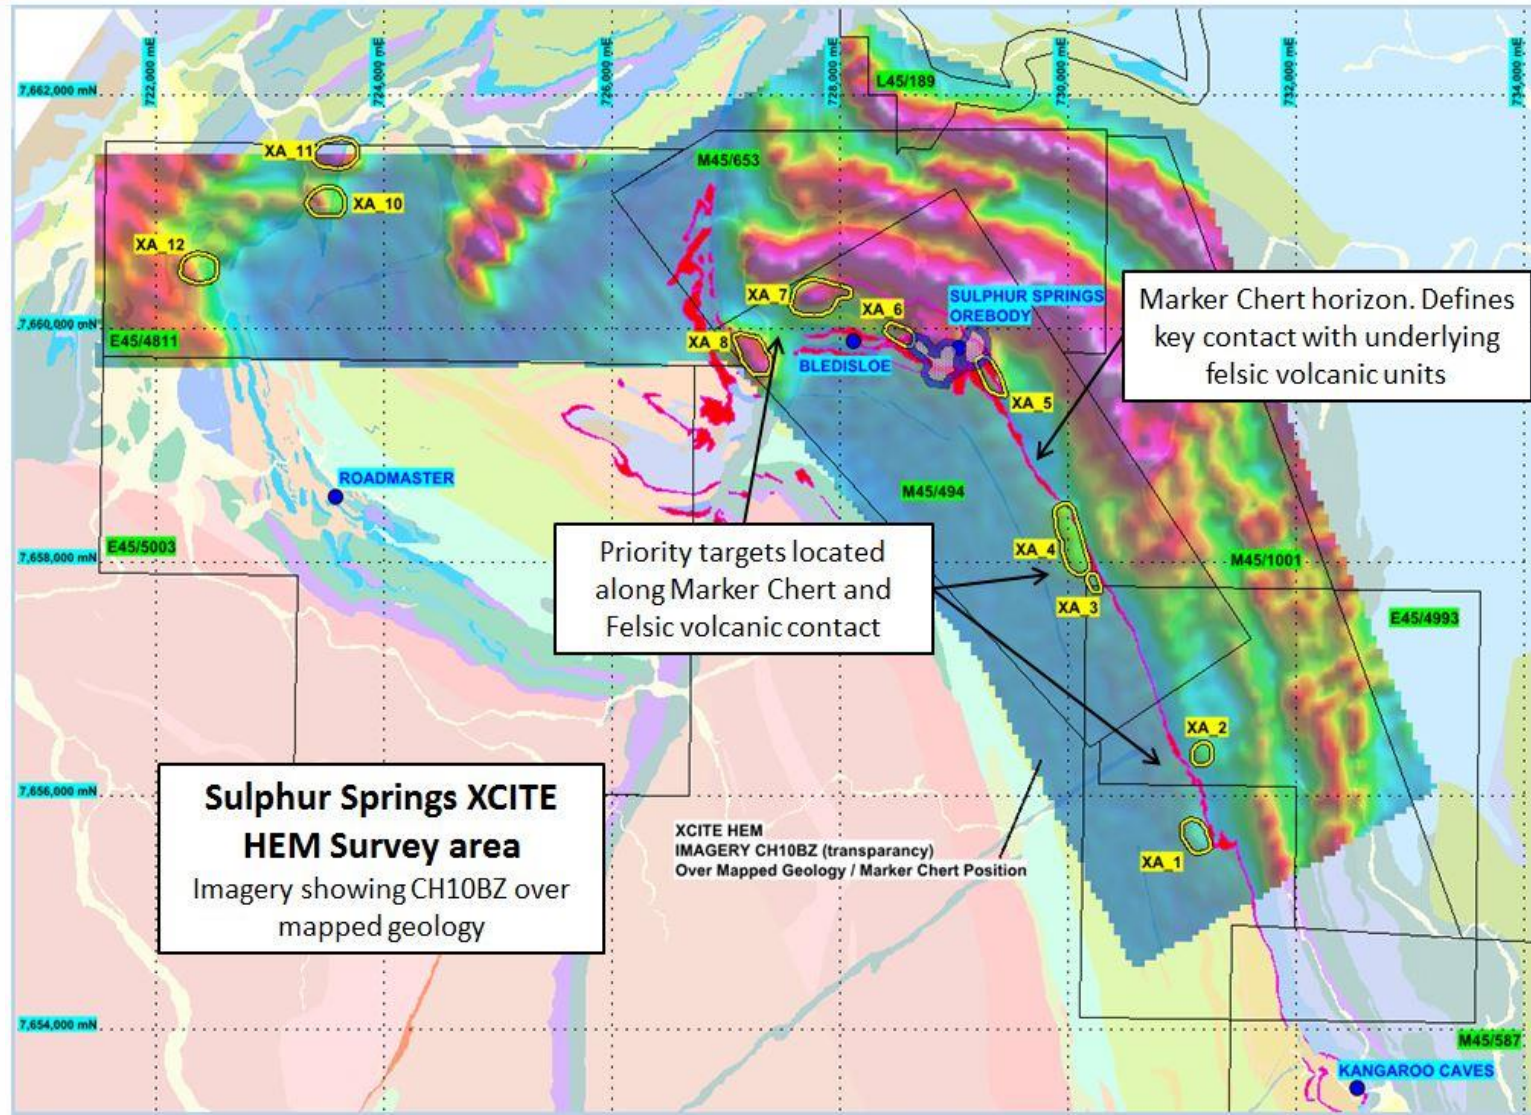 722,000 mE
724,000 mE
726,000 mE
728,000 mE
730,000 mE
732,000 mE
734,000 mE
7,662,000 mN
L45/189
XA_11
M45/653
XA_10
XA_12
XA_7
XA_6
SULPHUR SPRINGS
OREBODY
Marker Chert horizon. Defines
key contact with underlying
felsic volcanic units
7,660,000 mN
E45/4811
XA_8
BLEDISLOE
XA_5
ROADMASTER
M45/494
Priority targets located
along Marker Chert and
Felsic volcanic contact
E45/5003
7,658,000 mN
XA_4
M45/1001
XA_3
E45/4993
XA_2
Sulphur Springs XCITE
HEM Survey area
Imagery showing CH10BZ over
mapped geology
7,656,000 mN
XCITE HEM
IMAGERY CH10BZ (transparancy)
Over Mapped Geology / Marker Chert Position
XA_1
7,654,000 mN
M45/587
KANGAROO CAVES